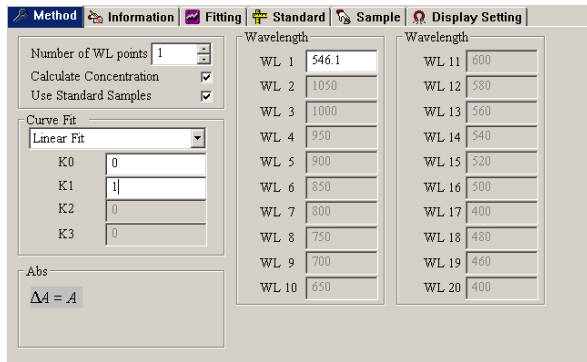 Method Information Fitting Standard Sample Display Setting
Number of WL points 1
Calculate Concentration
Use Standard Samples
Curve Fit
Linear Fit
K0 0
K1 1
K2 0
K3 0
Abs
ΔA = A
Wavelength
WL 1 546.1
WL 2 1050
WL 3 1000
WL 4 950
WL 5 900
WL 6 850
WL 7 800
WL 8 750
WL 9 700
WL 10 650
Wavelength
WL 11 600
WL 12 580
WL 13 560
WL 14 540
WL 15 520
WL 16 500
WL 17 400
WL 18 480
WL 19 460
WL 20 400